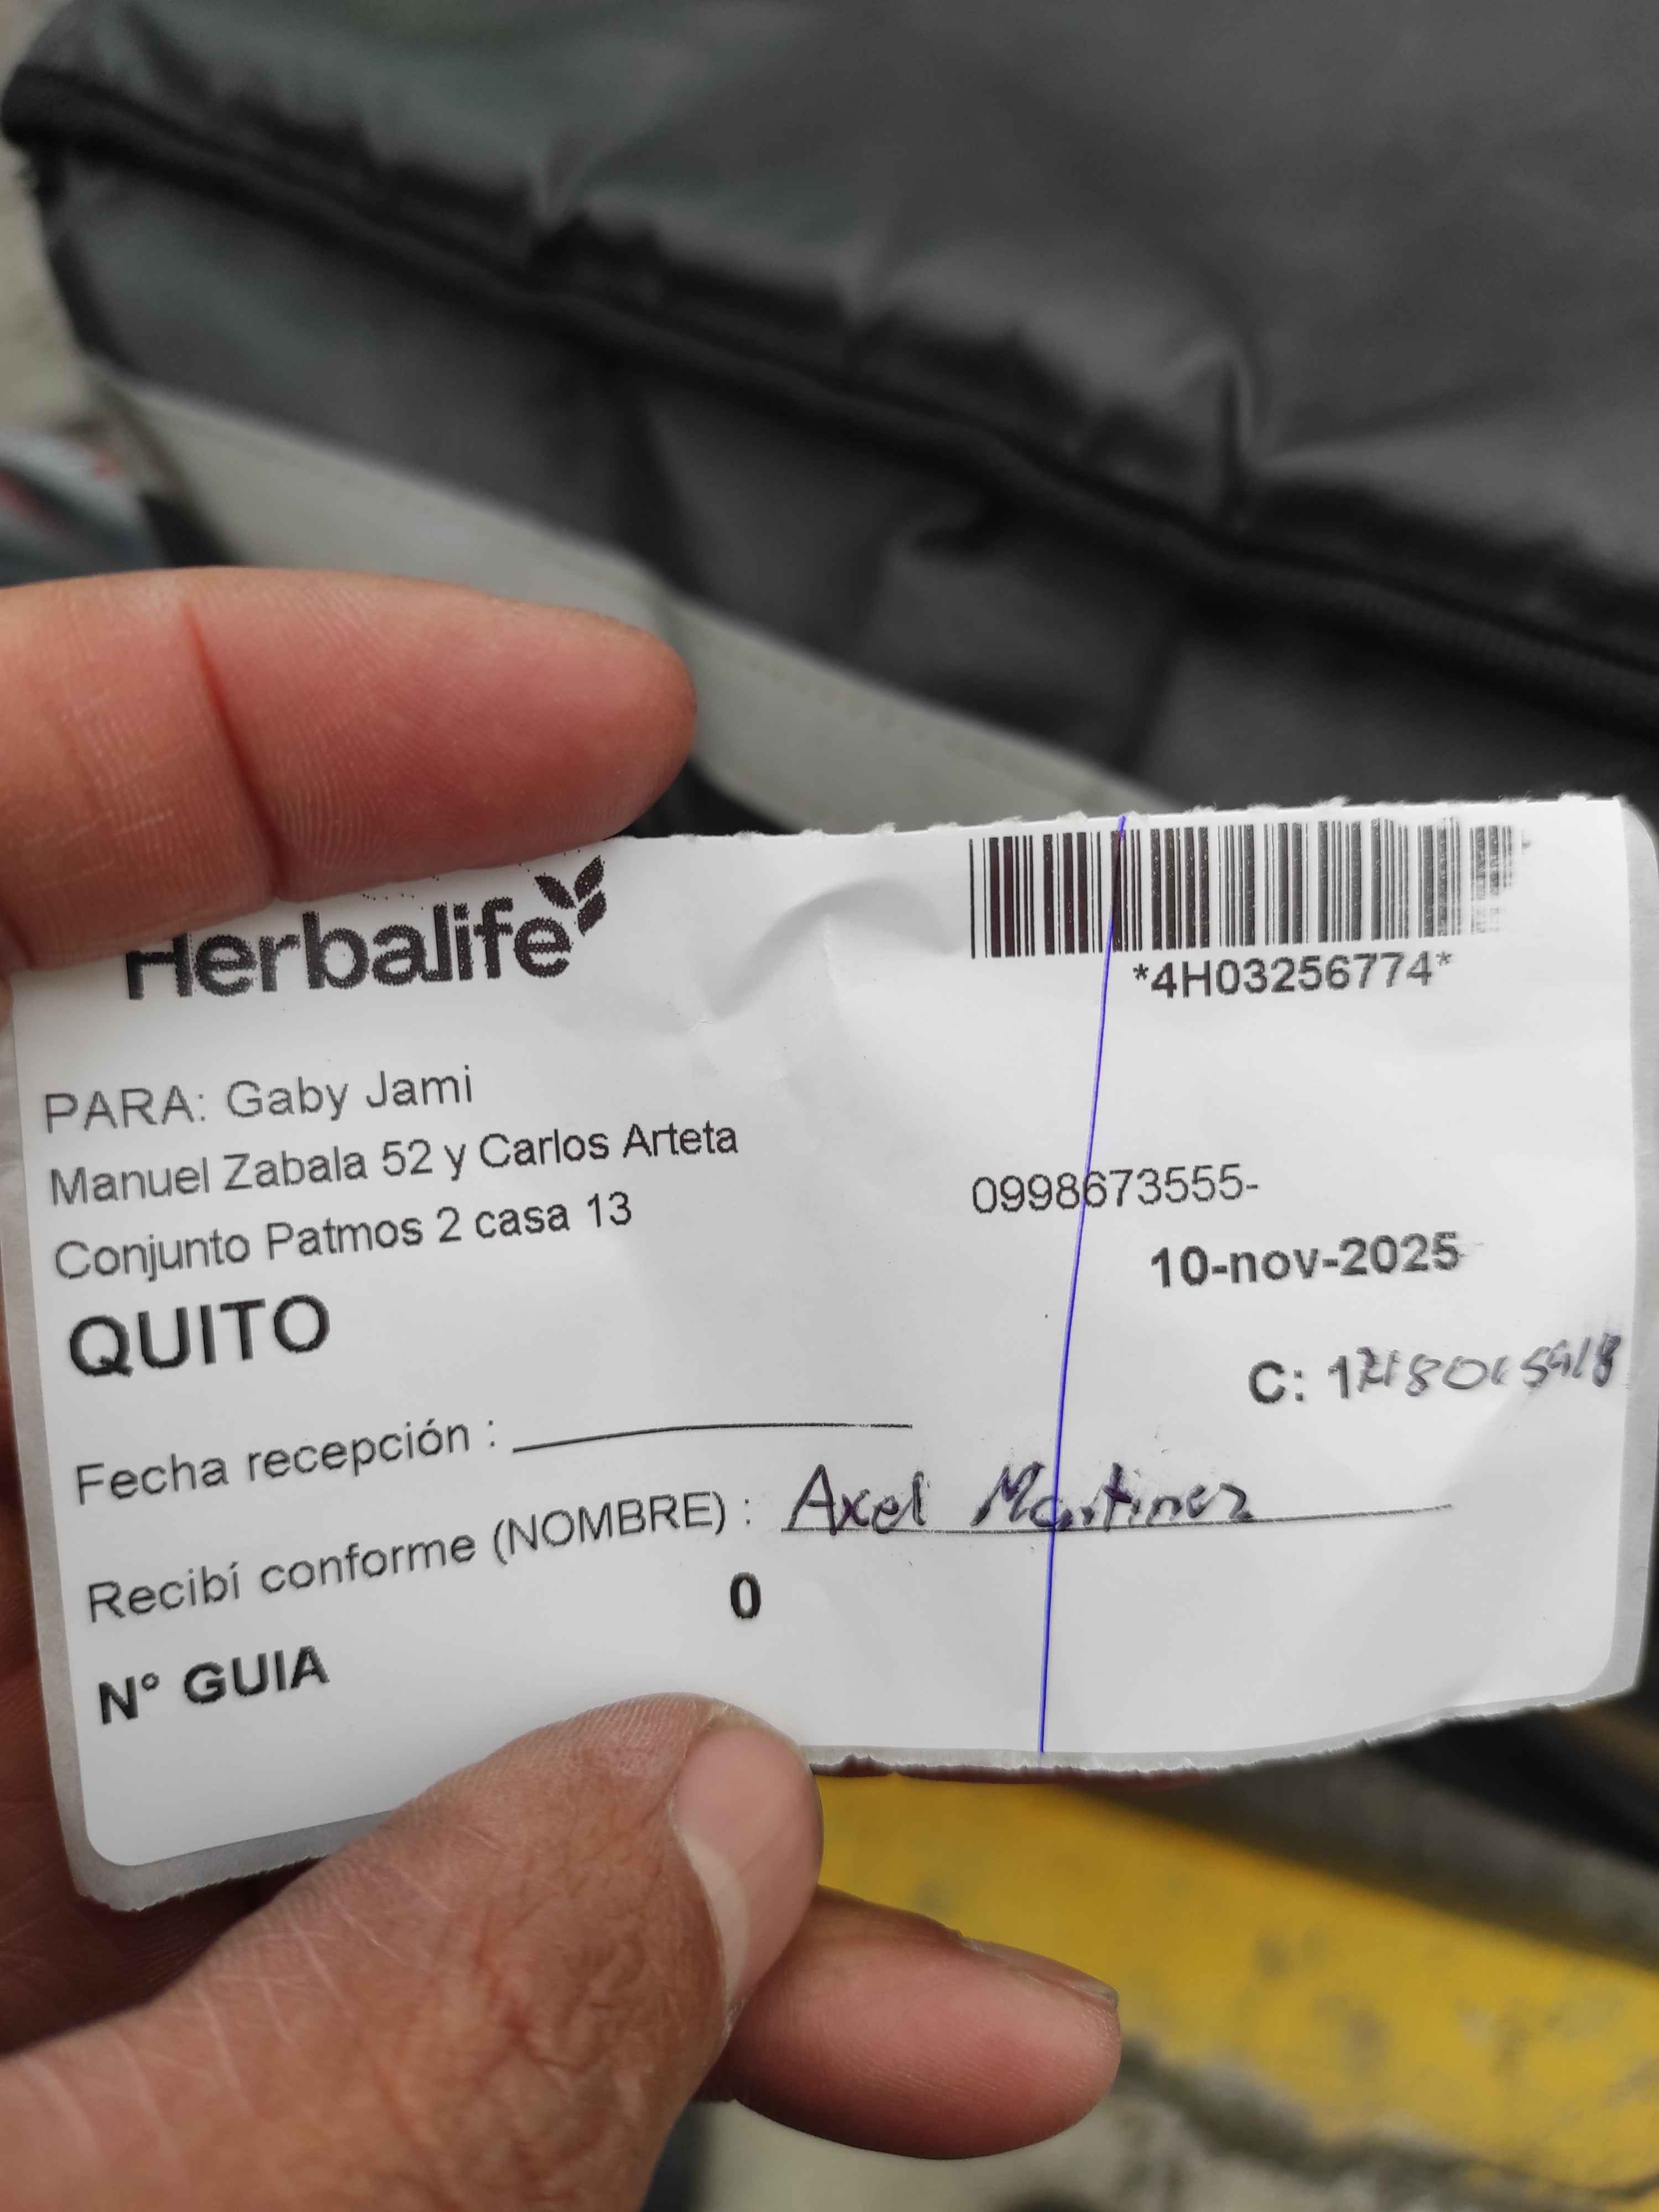 Herbalife
*4H03256774*
PARA: Gaby Jami
Manuel Zabala 52 y Carlos Arteta
0998673555-
Conjunto Patmos 2 casa 13
10-nov-2025
QUITO
C:
Fecha recepción :
Recibí conforme (NOMBRE) : Axel Martinez
0
N° GUIA